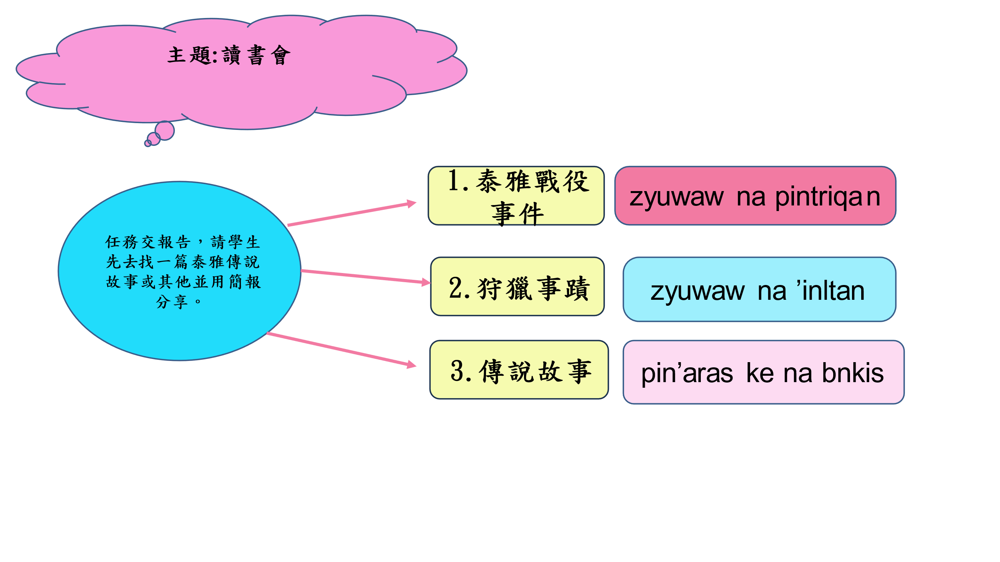 主題:讀書會
1.泰雅戰役
事件
zyuwaw na pintriqan
任務交報告，請學生
先去找一篇泰雅傳說
故事或其他並用簡報
分享。
2.狩獵事蹟
zyuwaw na ’inltan
3.傳說故事
pin’aras ke na bnkis